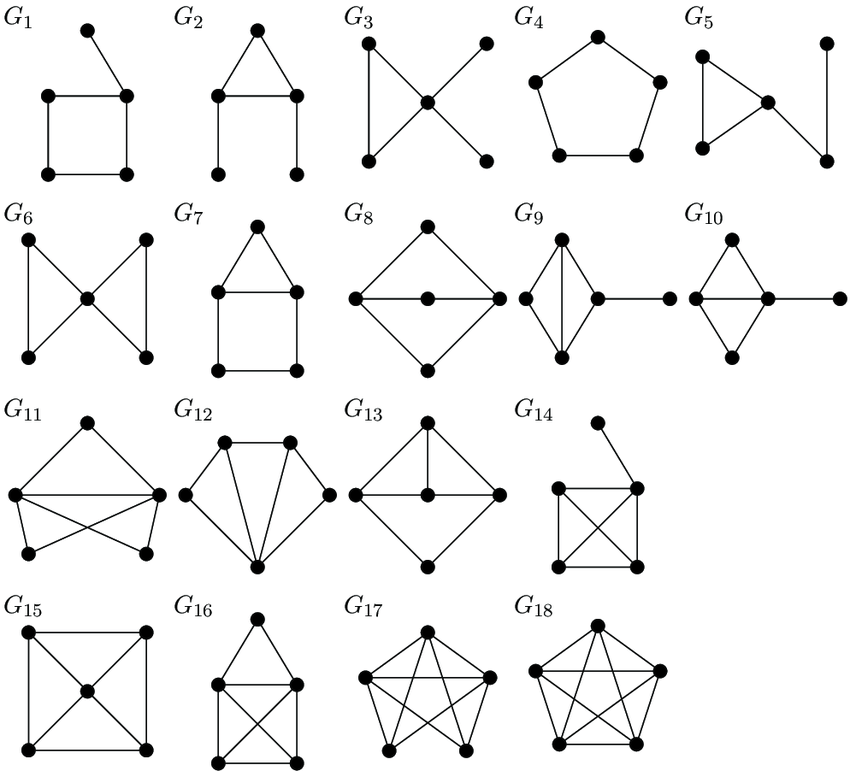 G₁ G₂ G₃ G₄ G₅
G₆ G₇ G₈ G₉ G₁₀
G₁₁ G₁₂ G₁₃ G₁₄
G₁₅ G₁₆ G₁₇ G₁₈